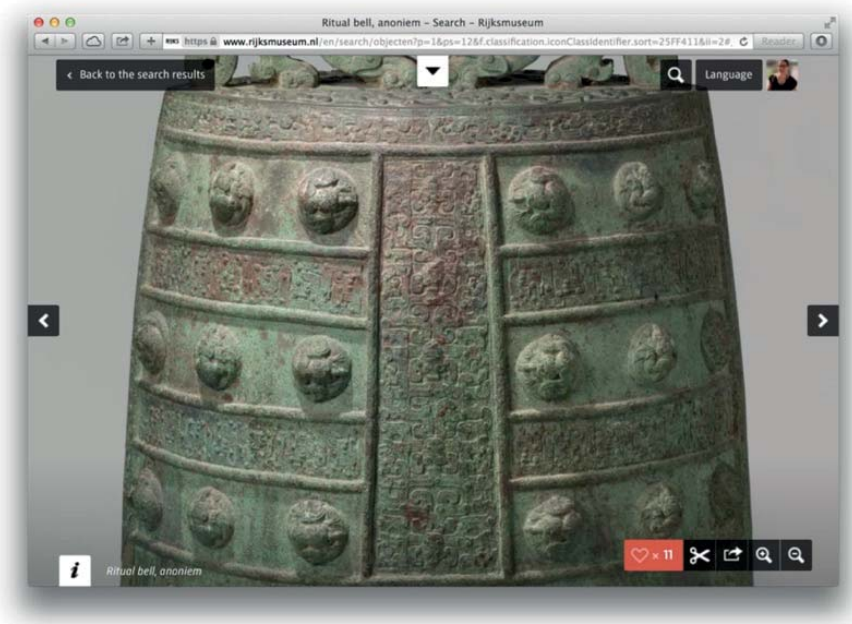 Ritual bell, anoniem – Search – Rijksmuseum
RIJKS https www.rijksmuseum.nl/en/search/objecten?p=1&ps=12&f.classification.iconClassIdentifier.sort=25FF411&ii=2#
Reader
Back to the search results
Language
× 11
i
Ritual bell, anoniem